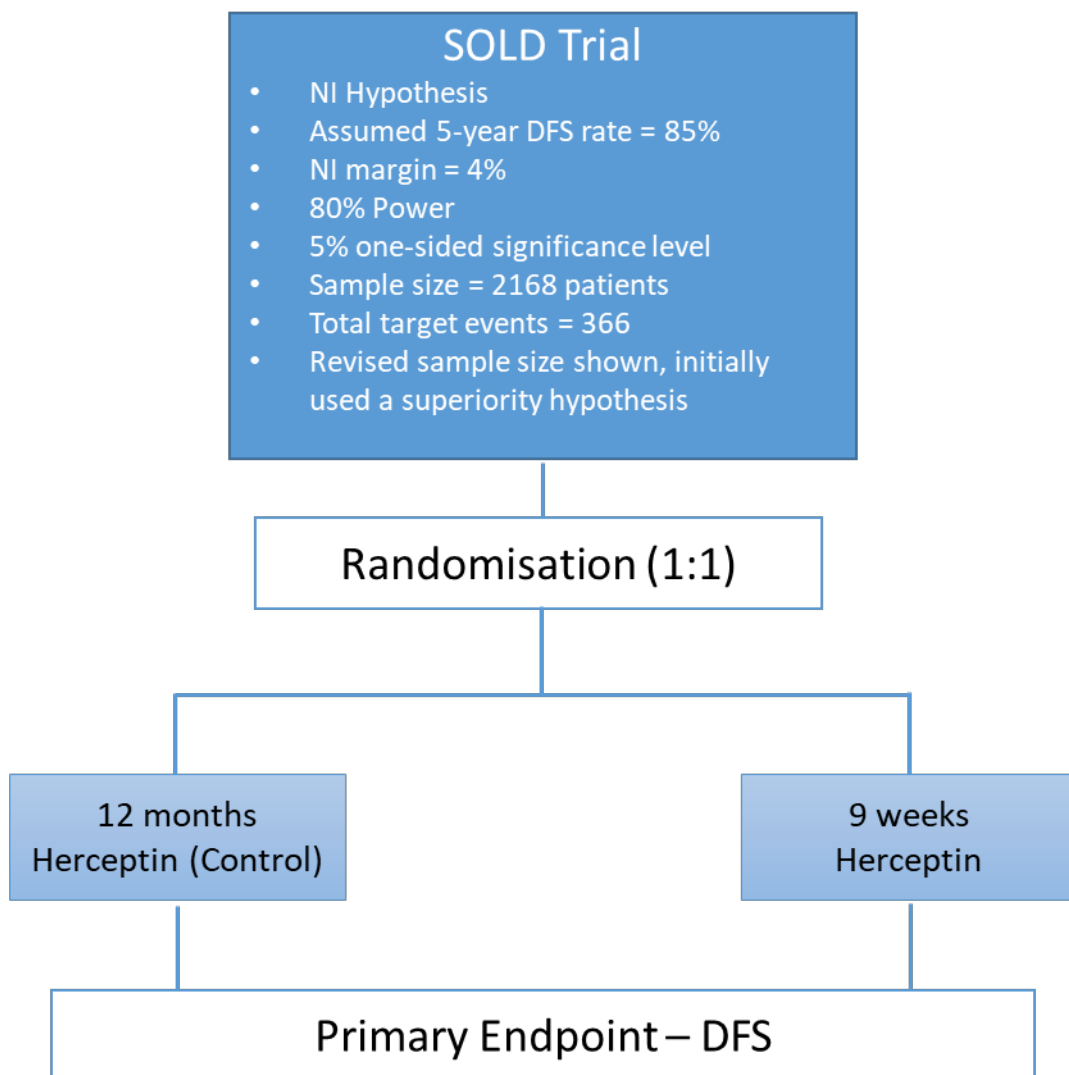 SOLD Trial
• NI Hypothesis
• Assumed 5-year DFS rate = 85%
• NI margin = 4%
• 80% Power
• 5% one-sided significance level
• Sample size = 2168 patients
• Total target events = 366
• Revised sample size shown, initially
used a superiority hypothesis
Randomisation (1:1)
12 months
Herceptin (Control)
9 weeks
Herceptin
Primary Endpoint – DFS